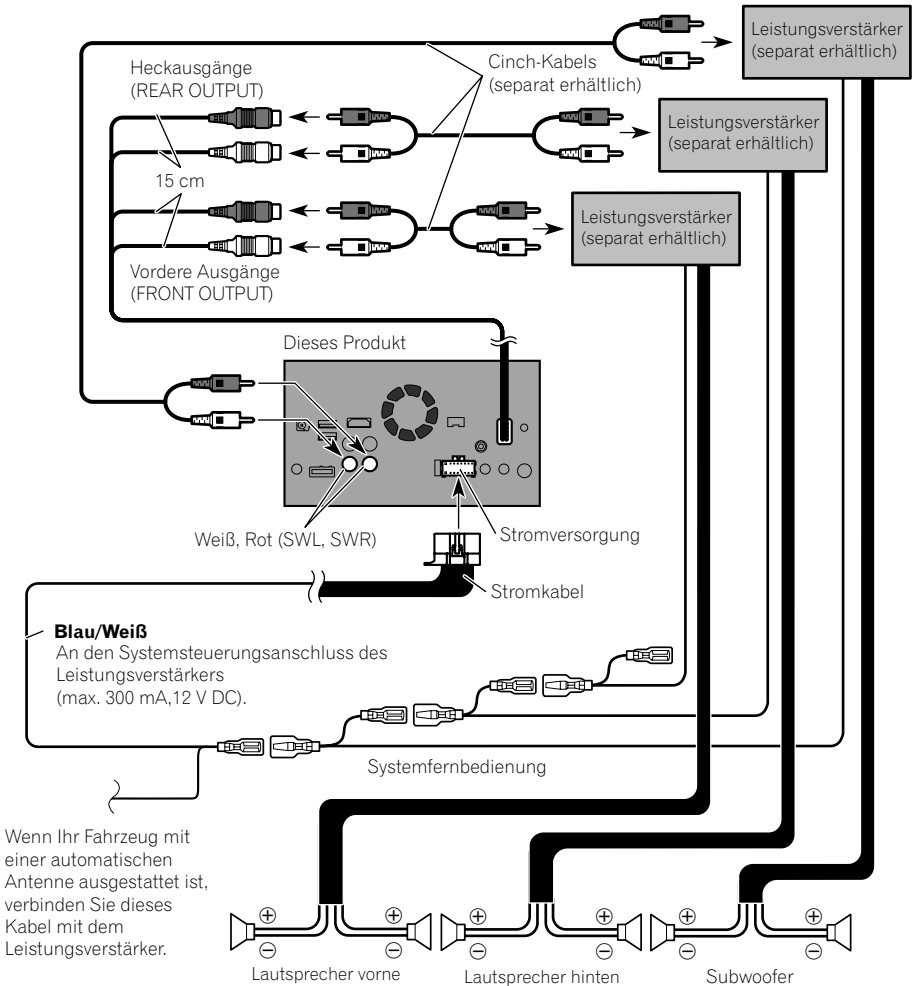 Leistungsverstärker
(separat erhältlich)
Cinch-Kabels
(separat erhältlich)
Heckausgänge
(REAR OUTPUT)
Leistungsverstärker
(separat erhältlich)
15 cm
Leistungsverstärker
(separat erhältlich)
Vordere Ausgänge
(FRONT OUTPUT)
Dieses Produkt
Weiß, Rot (SWL, SWR)
Stromversorgung
Stromkabel
Blau/Weiß
An den Systemsteuerungsanschluss des
Leistungsverstärkers
(max. 300 mA,12 V DC).
Systemfernbedienung
Wenn Ihr Fahrzeug mit
einer automatischen
Antenne ausgestattet ist,
verbinden Sie dieses
Kabel mit dem
Leistungsverstärker.
+ + + + + +
− − − − − −
Lautsprecher vorne
Lautsprecher hinten
Subwoofer